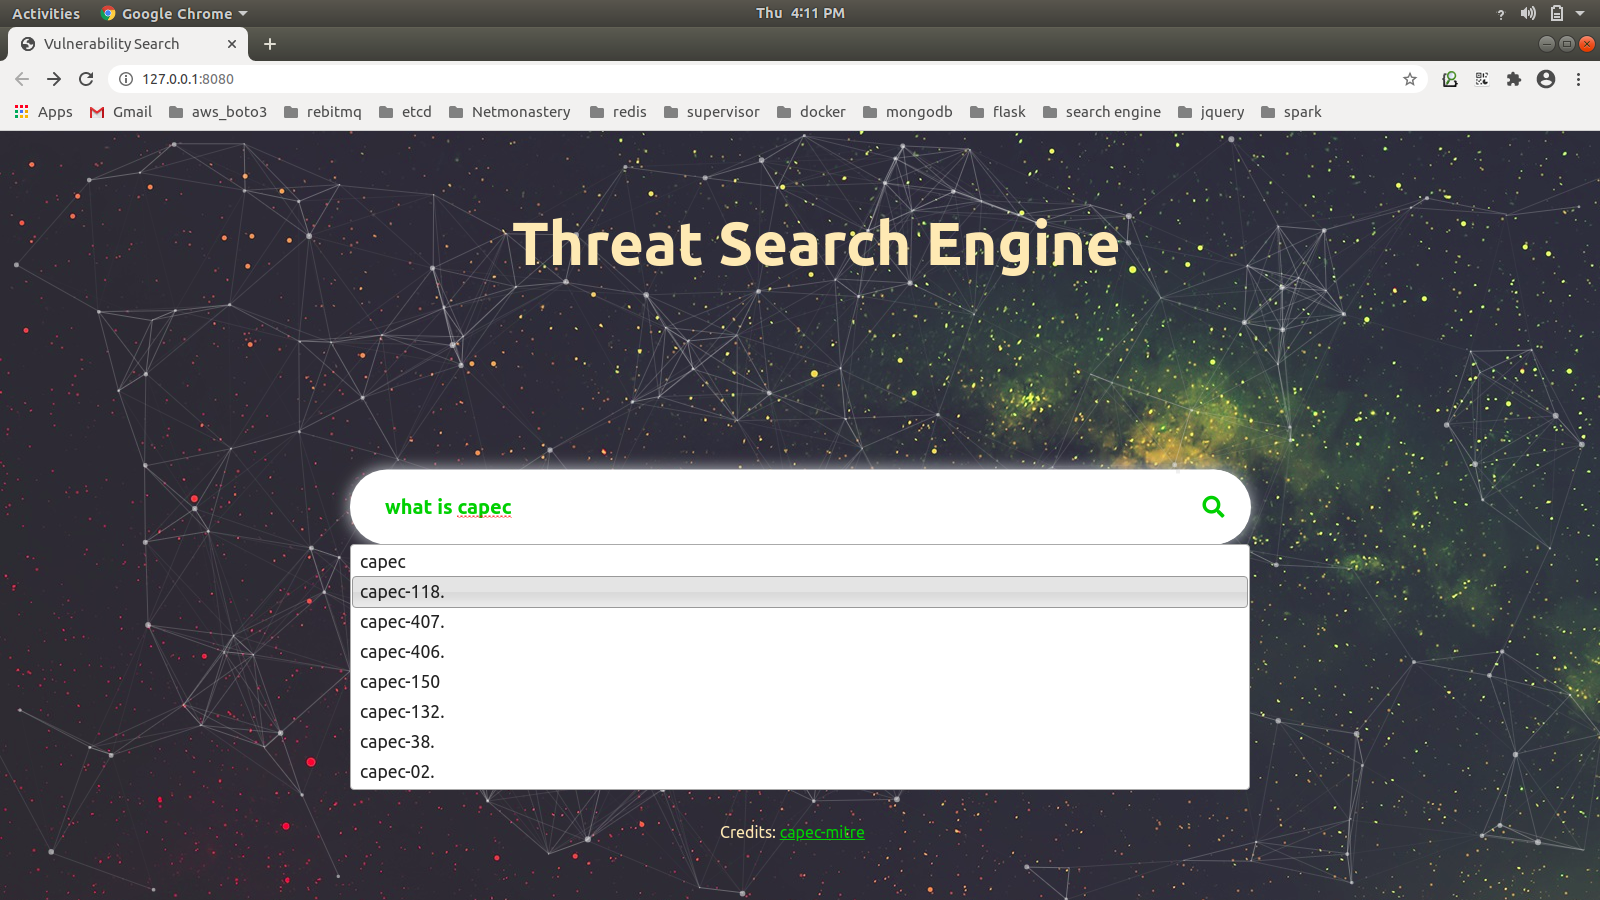 Activities Google Chrome Thu 4:11 PM ?
Vulnerability Search
127.0.0.1:8080
Apps Gmail aws_boto3 rebitmq etcd Netmonastery redis supervisor docker mongodb flask search engine jquery spark
Threat Search Engine
what is capec
capec
capec-118.
capec-407.
capec-406.
capec-150
capec-132.
capec-38.
capec-02.
Credits: capec-mitre